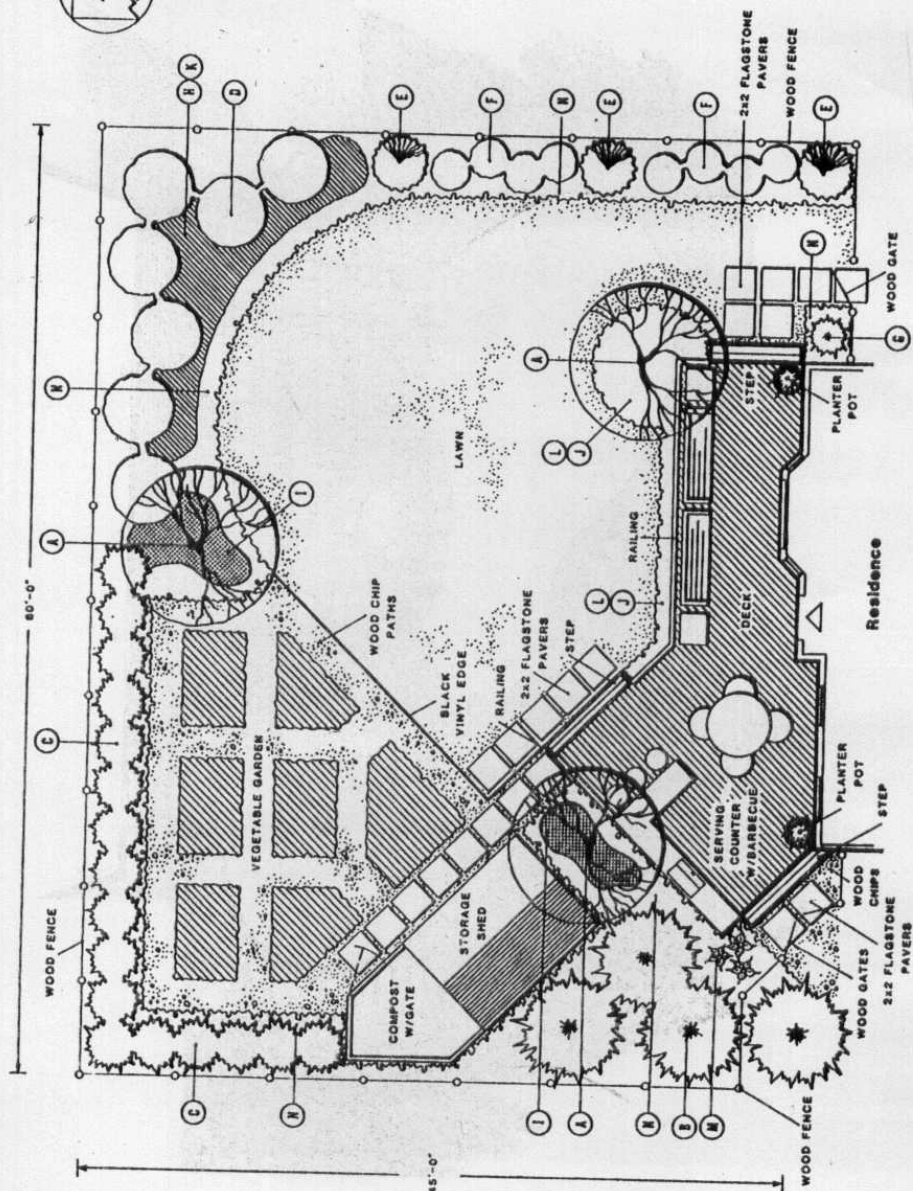 60'-0"
WOOD FENCE
C
A
N
H K
D
C
N
VEGETABLE GARDEN
WOOD CHIP
PATHS
I
E
F
N
E
F
E
BLACK
VINYL EDGE
RAILING
2x2 FLAGSTONE
PAVERS
STEP
LAWN
A
L J
L J
RAILING
COMPOST
W/GATE
STORAGE
SHED
I
A
N
B
M
2x2 FLAGSTONE
PAVERS
WOOD FENCE
N
WOOD GATE
G
DECK
STEP
PLANTER
POT
SERVING
COUNTER
W/BARBECUE
PLANTER
POT
STEP
WOOD
CHIPS
2x2 FLAGSTONE
PAVERS
WOOD GATES
WOOD FENCE
Residence